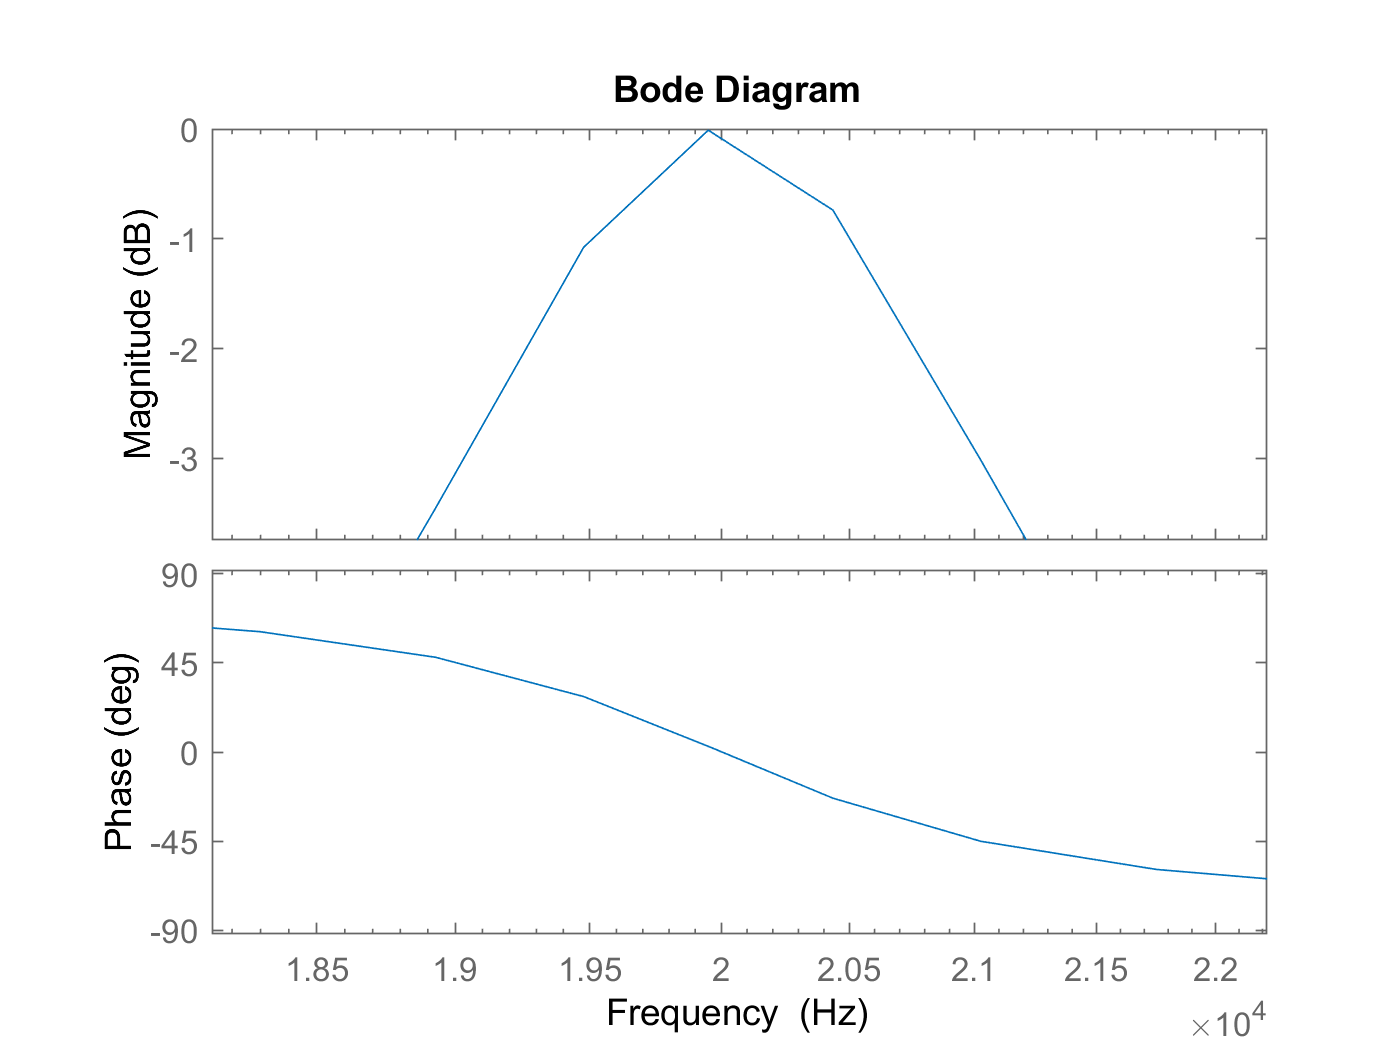 Bode Diagram
Magnitude (dB)
0
-1
-2
-3
Phase (deg)
90
45
0
-45
-90
1.85 1.9 1.95 2 2.05 2.1 2.15 2.2
Frequency (Hz)
×10⁴